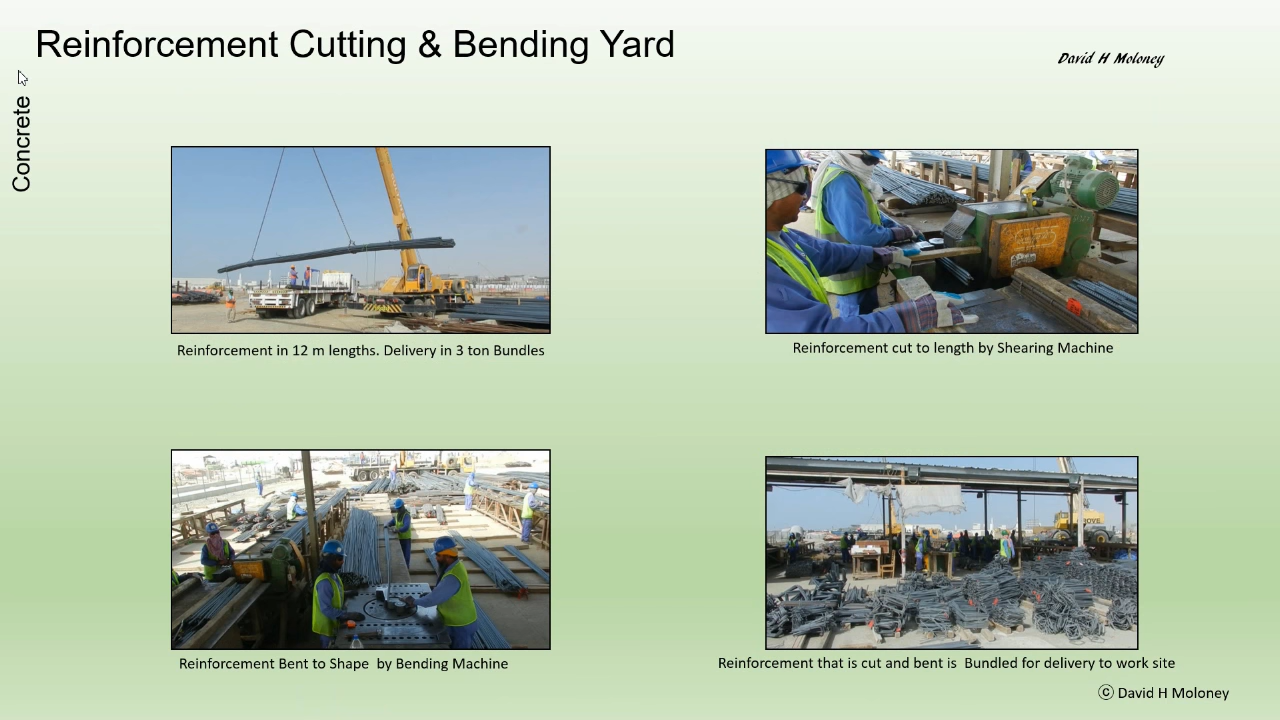 Reinforcement Cutting & Bending Yard
David H Moloney
Concrete
Reinforcement in 12 m lengths. Delivery in 3 ton Bundles
Reinforcement cut to length by Shearing Machine
Reinforcement Bent to Shape  by Bending Machine
Reinforcement that is cut and bent is  Bundled for delivery to work site
© David H Moloney